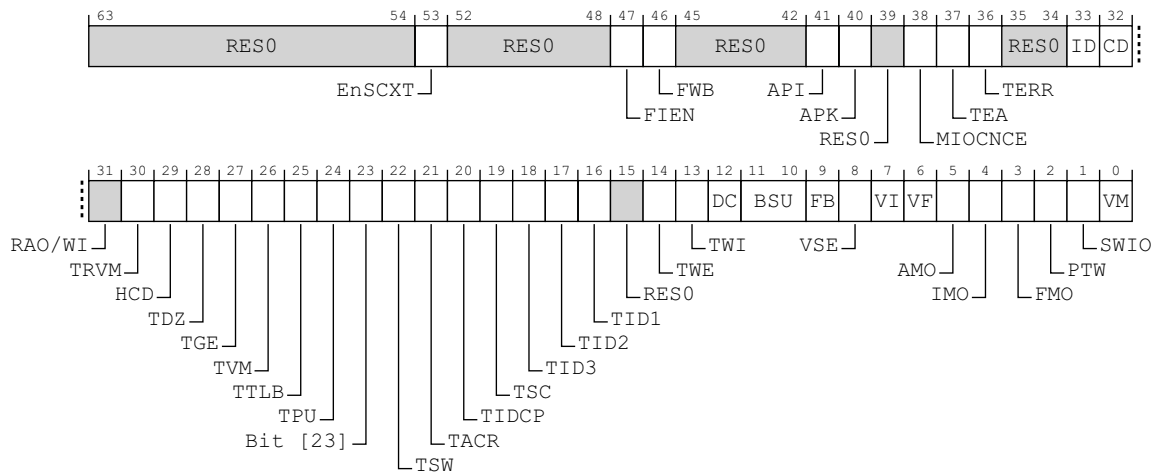 63 54 53 52 48 47 46 45 42 41 40 39 38 37 36 35 34 33 32
RES0 RES0 RES0 RES0 ID CD
EnSCXT FWB API TERR
FIEN APK TEA
RES0 MIOCNCE
31 30 29 28 27 26 25 24 23 22 21 20 19 18 17 16 15 14 13 12 11 10 9 8 7 6 5 4 3 2 1 0
DC BSU FB VI VF VM
RAO/WI TWI VSE SWIO
TRVM TWE AMO PTW
HCD RES0 IMO FMO
TDZ TID1
TGE TID2
TVM TID3
TTLB TSC
TPU TIDCP
Bit [23] TACR
TSW